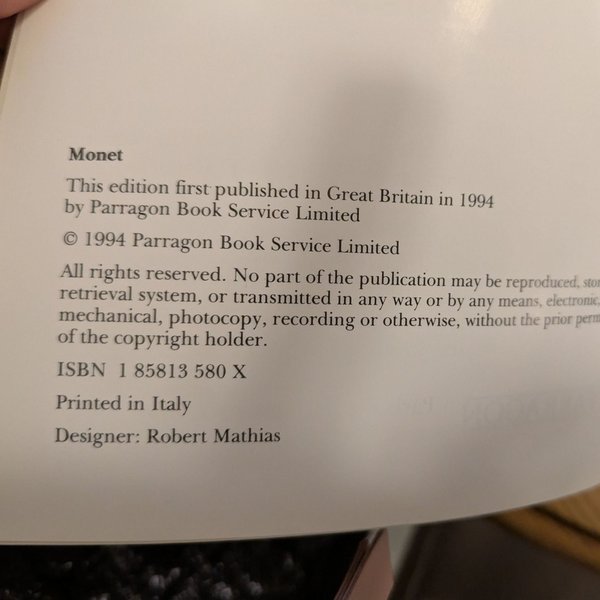 Monet
This edition first published in Great Britain in 1994
by Parragon Book Service Limited
© 1994 Parragon Book Service Limited
All rights reserved. No part of the publication may be reproduced,
retrieval system, or transmitted in any way or by any means, electronic,
mechanical, photocopy, recording or otherwise, without the prior
of the copyright holder.
ISBN 1 85813 580 X
Printed in Italy
Designer: Robert Mathias